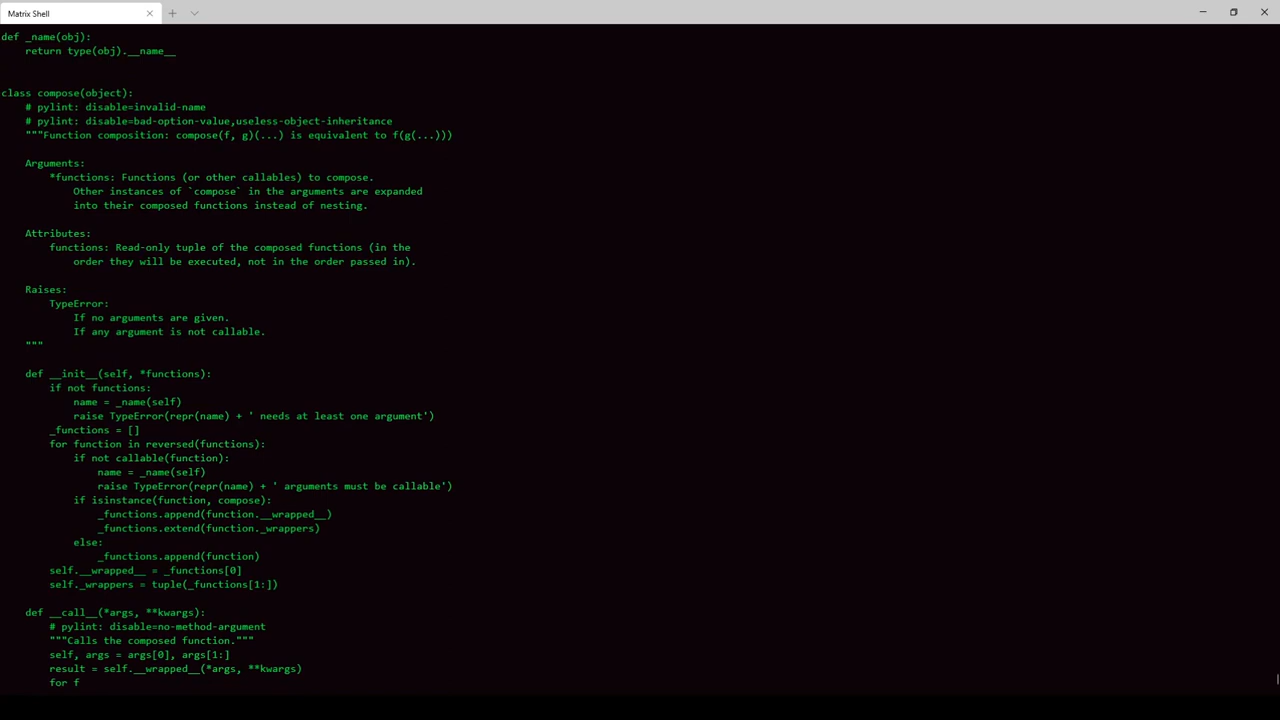 Matrix Shell
def _name(obj):
    return type(obj).__name__
class compose(object):
    # pylint: disable=invalid-name
    # pylint: disable=bad-option-value,useless-object-inheritance
    """Function composition: compose(f, g)(...) is equivalent to f(g(...)))
    Arguments:
        *functions: Functions (or other callables) to compose.
            Other instances of `compose` in the arguments are expanded
            into their composed functions instead of nesting.
    Attributes:
        functions: Read-only tuple of the composed functions (in the
            order they will be executed, not in the order passed in).
    Raises:
        TypeError:
            If no arguments are given.
            If any argument is not callable.
    """
    def __init__(self, *functions):
        if not functions:
            name = _name(self)
            raise TypeError(repr(name) + ' needs at least one argument')
        _functions = []
        for function in reversed(functions):
            if not callable(function):
                name = _name(self)
                raise TypeError(repr(name) + ' arguments must be callable')
            if isinstance(function, compose):
                _functions.append(function.__wrapped__)
                _functions.extend(function._wrappers)
            else:
                _functions.append(function)
        self.__wrapped__ = _functions[0]
        self._wrappers = tuple(_functions[1:])
    def __call__(*args, **kwargs):
        # pylint: disable=no-method-argument
        """Calls the composed function."""
        self, args = args[0], args[1:]
        result = self.__wrapped__(*args, **kwargs)
        for f